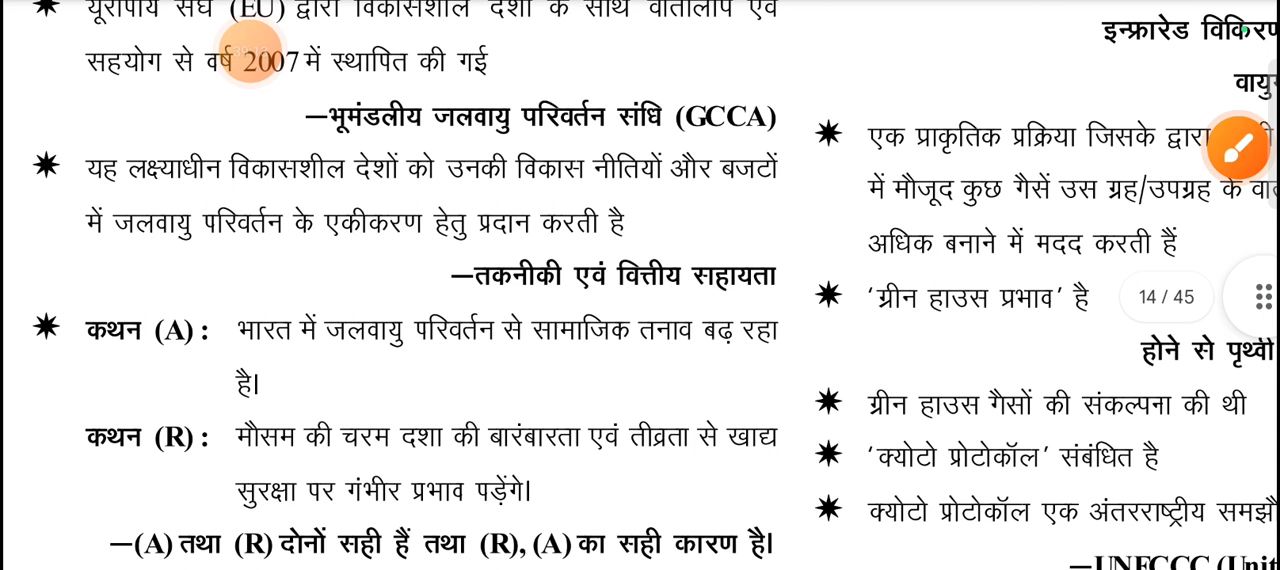 ✷ यूरोपीय संघ (EU) द्वारा विकासशील देशों के साथ वार्तालाप एवं
सहयोग से वर्ष 2007 में स्थापित की गई
—भूमंडलीय जलवायु परिवर्तन संधि (GCCA)
✷ यह लक्ष्याधीन विकासशील देशों को उनकी विकास नीतियों और बजटों
में जलवायु परिवर्तन के एकीकरण हेतु प्रदान करती है
—तकनीकी एवं वित्तीय सहायता
✷ कथन (A) : भारत में जलवायु परिवर्तन से सामाजिक तनाव बढ़ रहा
है।
कथन (R) : मौसम की चरम दशा की बारंबारता एवं तीव्रता से खाद्य
सुरक्षा पर गंभीर प्रभाव पड़ेंगे।
—(A) तथा (R) दोनों सही हैं तथा (R), (A) का सही कारण है।
इन्फ्रारेड
✷ एक प्राकृतिक प्रक्रिया जिसके द्वारा
में मौजूद कुछ गैसें उस ग्रह/उपग्रह के
अधिक बनाने में मदद करती हैं
✷ ‘ग्रीन हाउस प्रभाव’ है
14 / 45
होने से पृथ्वी
✷ ग्रीन हाउस गैसों की संकल्पना की थी
✷ ‘क्योटो प्रोटोकॉल’ संबंधित है
✷ क्योटो प्रोटोकॉल एक अंतरराष्ट्रीय
—UNFCCC